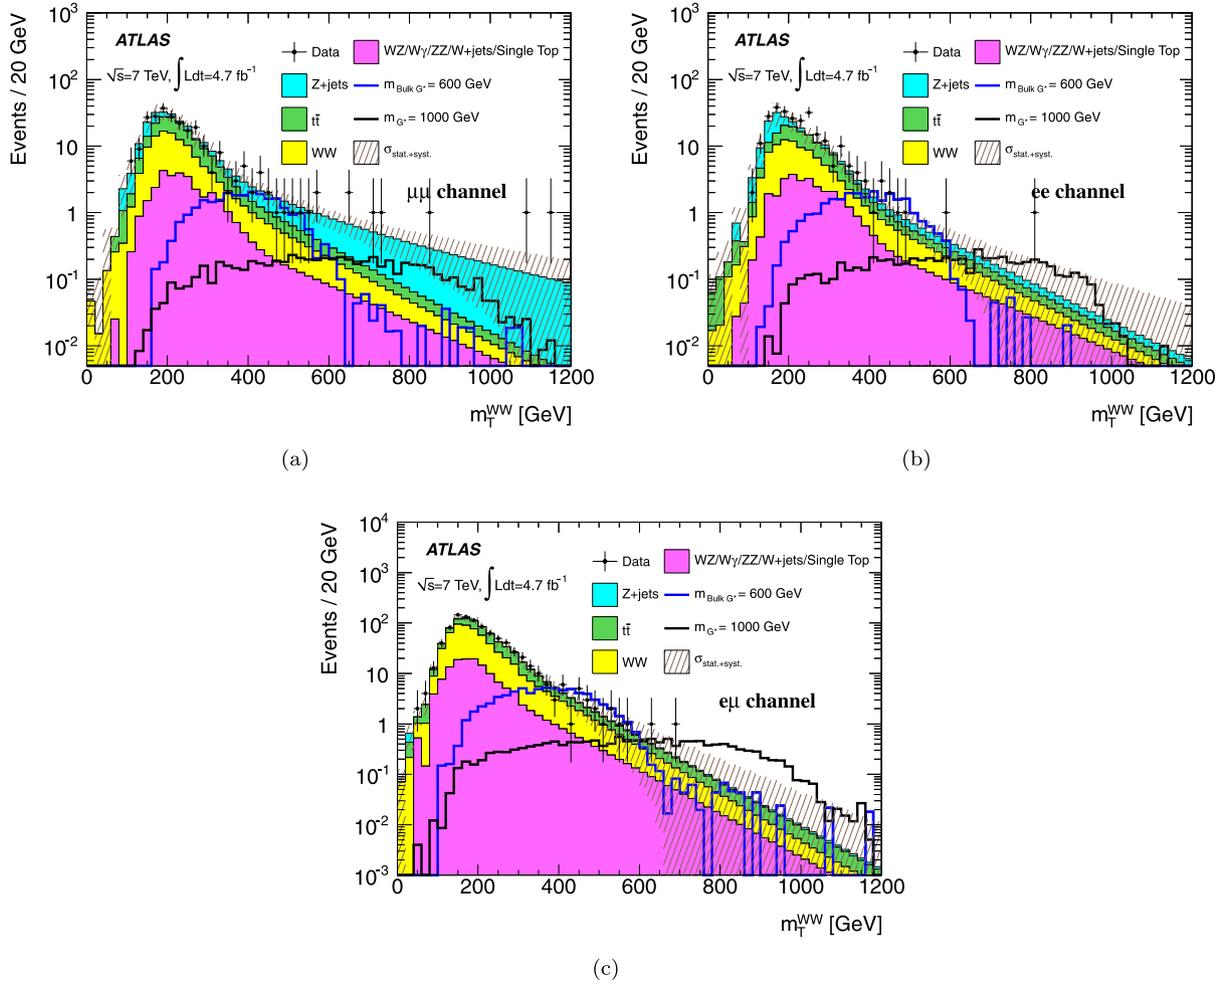 Events / 20 GeV
10³
10²
10
1
10⁻¹
10⁻²
ATLAS
√s=7 TeV, ∫Ldt=4.7 fb⁻¹
Data
WZ/Wγ/ZZ/W+jets/Single Top
Z+jets
m_Bulk G* = 600 GeV
tt̄
m_G* = 1000 GeV
WW
σ_stat.+syst.
μμ channel
0 200 400 600 800 1000 1200
m_T^WW [GeV]
(a)
Events / 20 GeV
10³
10²
10
1
10⁻¹
10⁻²
ATLAS
√s=7 TeV, ∫Ldt=4.7 fb⁻¹
Data
WZ/Wγ/ZZ/W+jets/Single Top
Z+jets
m_Bulk G* = 600 GeV
tt̄
m_G* = 1000 GeV
WW
σ_stat.+syst.
ee channel
0 200 400 600 800 1000 1200
m_T^WW [GeV]
(b)
Events / 20 GeV
10⁴
10³
10²
10
1
10⁻¹
10⁻²
10⁻³
ATLAS
√s=7 TeV, ∫Ldt=4.7 fb⁻¹
Data
WZ/Wγ/ZZ/W+jets/Single Top
Z+jets
m_Bulk G* = 600 GeV
tt̄
m_G* = 1000 GeV
WW
σ_stat.+syst.
eμ channel
0 200 400 600 800 1000 1200
m_T^WW [GeV]
(c)